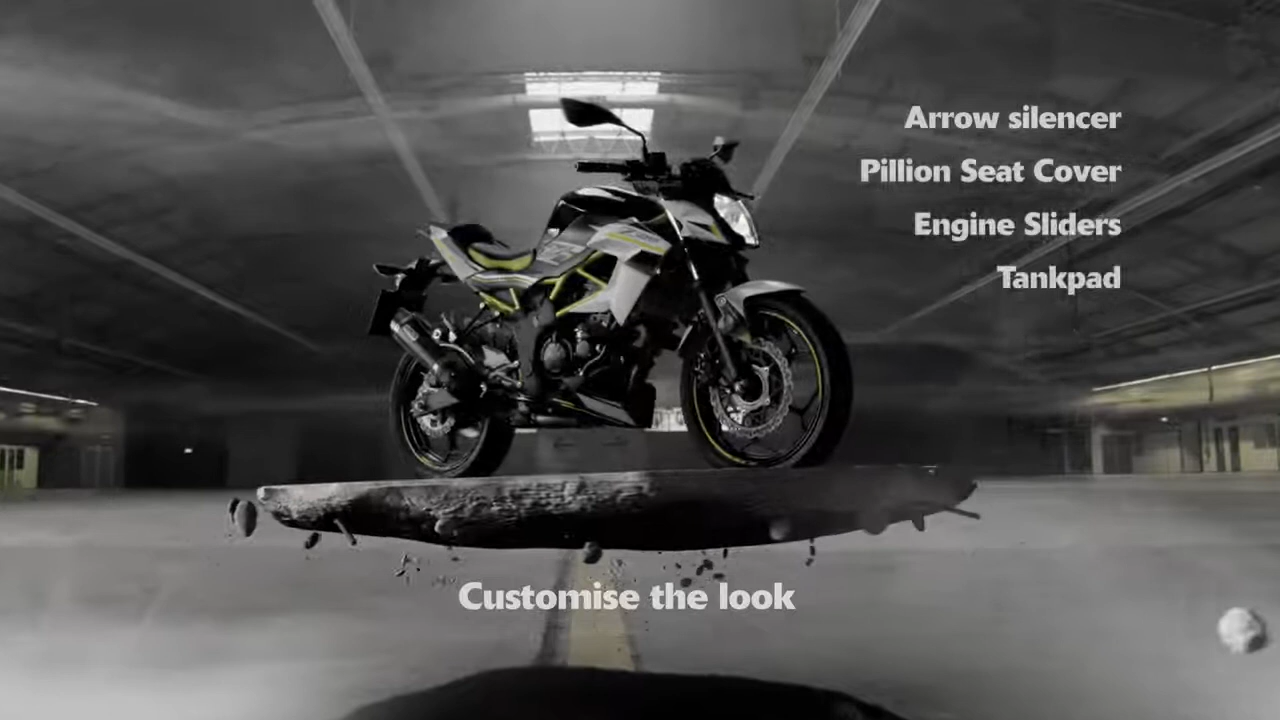 Arrow silencer
Pillion Seat Cover
Engine Sliders
Tankpad
Customise the look